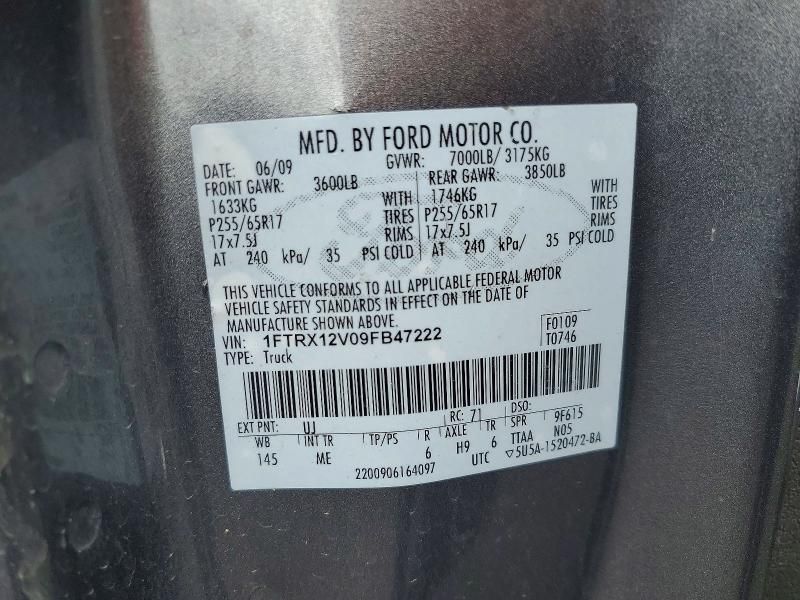 MFD. BY FORD MOTOR CO.
DATE: 06/09 GVWR: 7000LB/ 3175KG
FRONT GAWR: 3600LB REAR GAWR: 3850LB
1633KG WITH 1746KG WITH
P255/65R17 TIRES P255/65R17 TIRES
17x7.5J RIMS 17x7.5J RIMS
AT 240 kPa/ 35 PSI COLD AT 240 kPa/ 35 PSI COLD
THIS VEHICLE CONFORMS TO ALL APPLICABLE FEDERAL MOTOR
VEHICLE SAFETY STANDARDS IN EFFECT ON THE DATE OF
MANUFACTURE SHOWN ABOVE.
VIN: 1FTRX12V09FB47222 F0109
TYPE: Truck T0746
EXT PNT: UJ RC: 71 DSO:
WB INT TR TP/PS R AXLE TR SPR 9F615
145 ME 6 H9 6 TTAA N05
2200906164097 UTC ▽5U5A-1520472-BA
Ford